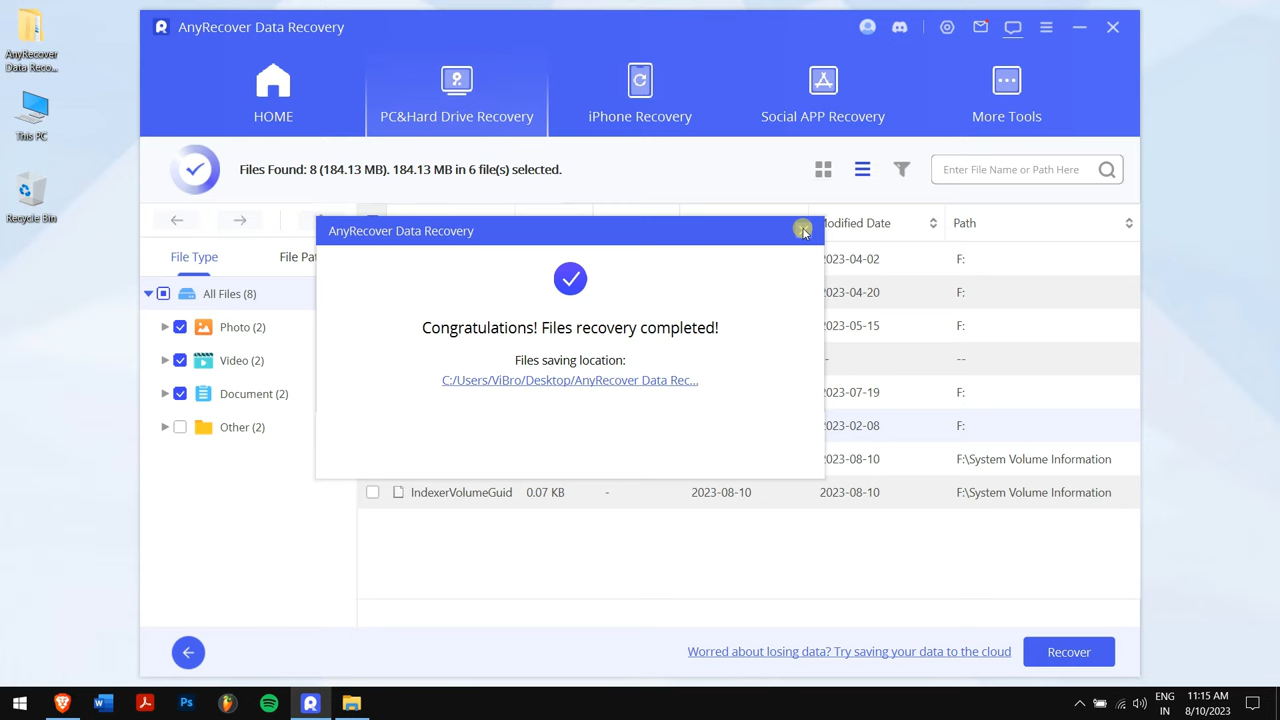 AnyRecover
Data Reco...
This PC
Recycle Bin
AnyRecover Data Recovery
HOME
PC&Hard Drive Recovery
iPhone Recovery
Social APP Recovery
More Tools
Files Found: 8 (184.13 MB). 184.13 MB in 6 file(s) selected.
Enter File Name or Path Here
File Type
File Pat
All Files (8)
Photo (2)
Video (2)
Document (2)
Other (2)
AnyRecover Data Recovery
Congratulations! Files recovery completed!
Files saving location:
C:/Users/ViBro/Desktop/AnyRecover Data Rec...
Modified Date Path
2023-04-02 F:
2023-04-20 F:
2023-05-15 F:
-- --
2023-07-19 F:
2023-02-08 F:
2023-08-10 F:\System Volume Information
IndexerVolumeGuid 0.07 KB - 2023-08-10 2023-08-10 F:\System Volume Information
Worred about losing data? Try saving your data to the cloud
Recover
ENG
IN
11:15 AM
8/10/2023